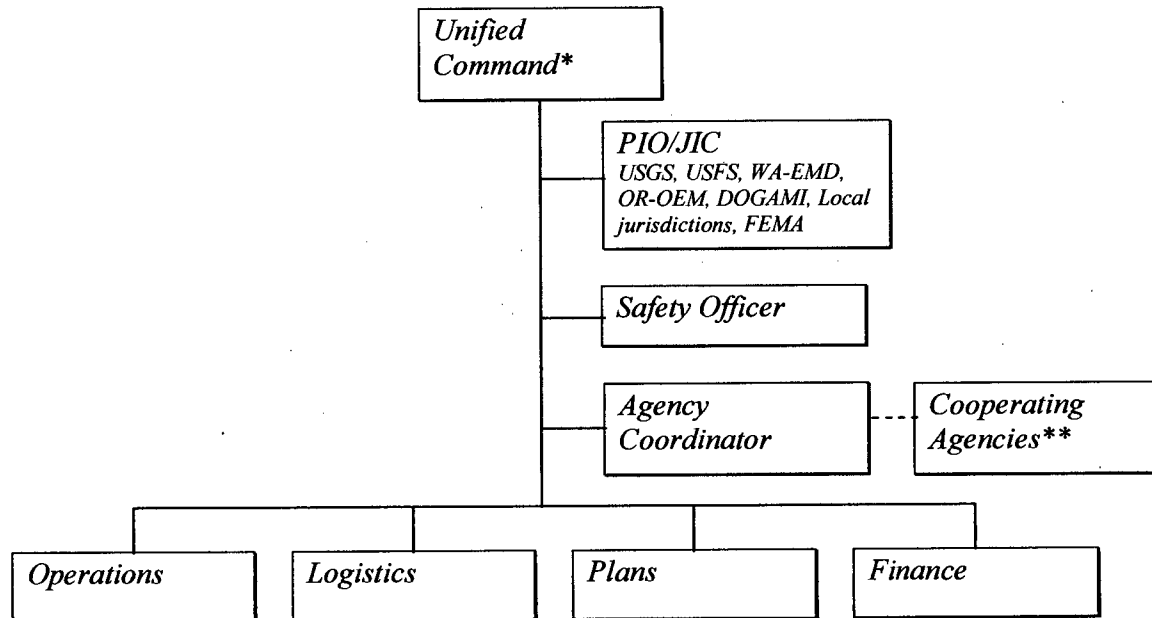 Unified
Command*
PIO/JIC
USGS, USFS, WA-EMD,
OR-OEM, DOGAMI, Local
jurisdictions, FEMA
Safety Officer
Agency
Coordinator
Cooperating
Agencies**
Operations
Logistics
Plans
Finance